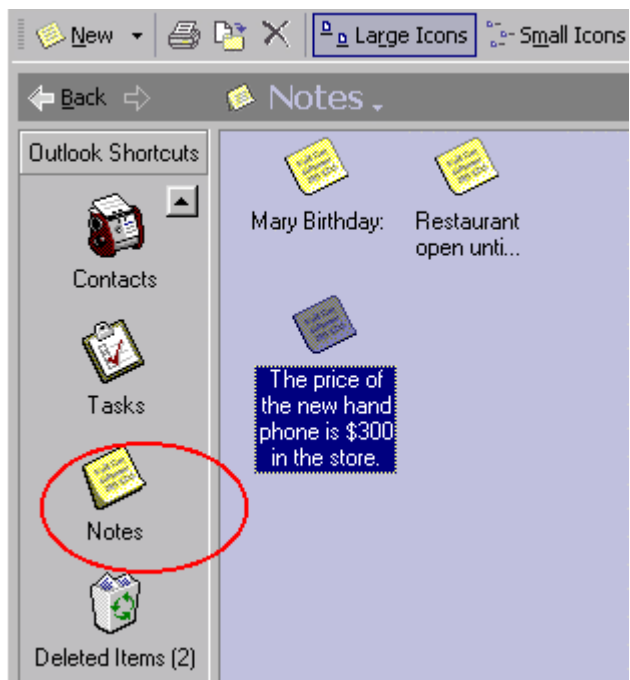 New
Large Icons
Small Icons
Back
Notes
Outlook Shortcuts
Contacts
Tasks
Notes
Deleted Items (2)
Mary Birthday:
Restaurant
open unti...
The price of
the new hand
phone is $300
in the store.